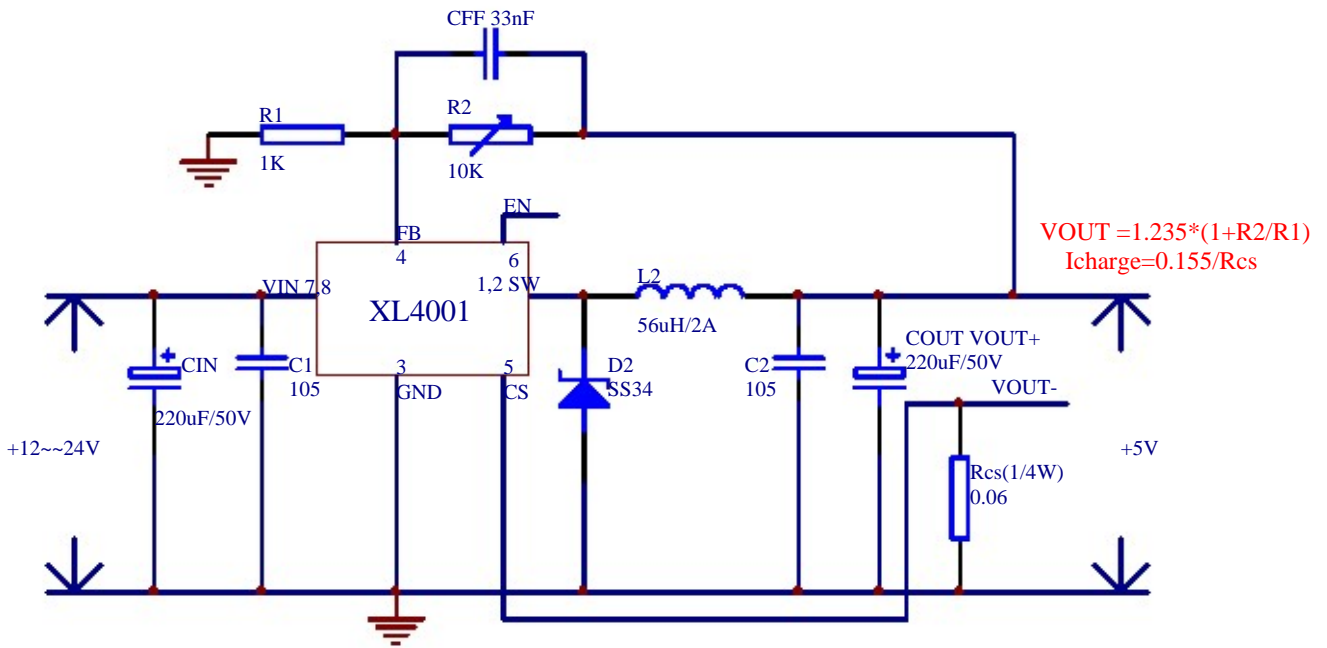 CFF 33nF
R1
R2
1K
10K
EN
FB
4
6
VOUT =1.235*(1+R2/R1)
Icharge=0.155/Rcs
VIN 7,8
1,2 SW
L2
XL4001
56uH/2A
CIN
C1
105
3
GND
5
CS
D2
SS34
C2
105
COUT VOUT+
220uF/50V
VOUT-
220uF/50V
+12~~24V
+5V
Rcs(1/4W)
0.06